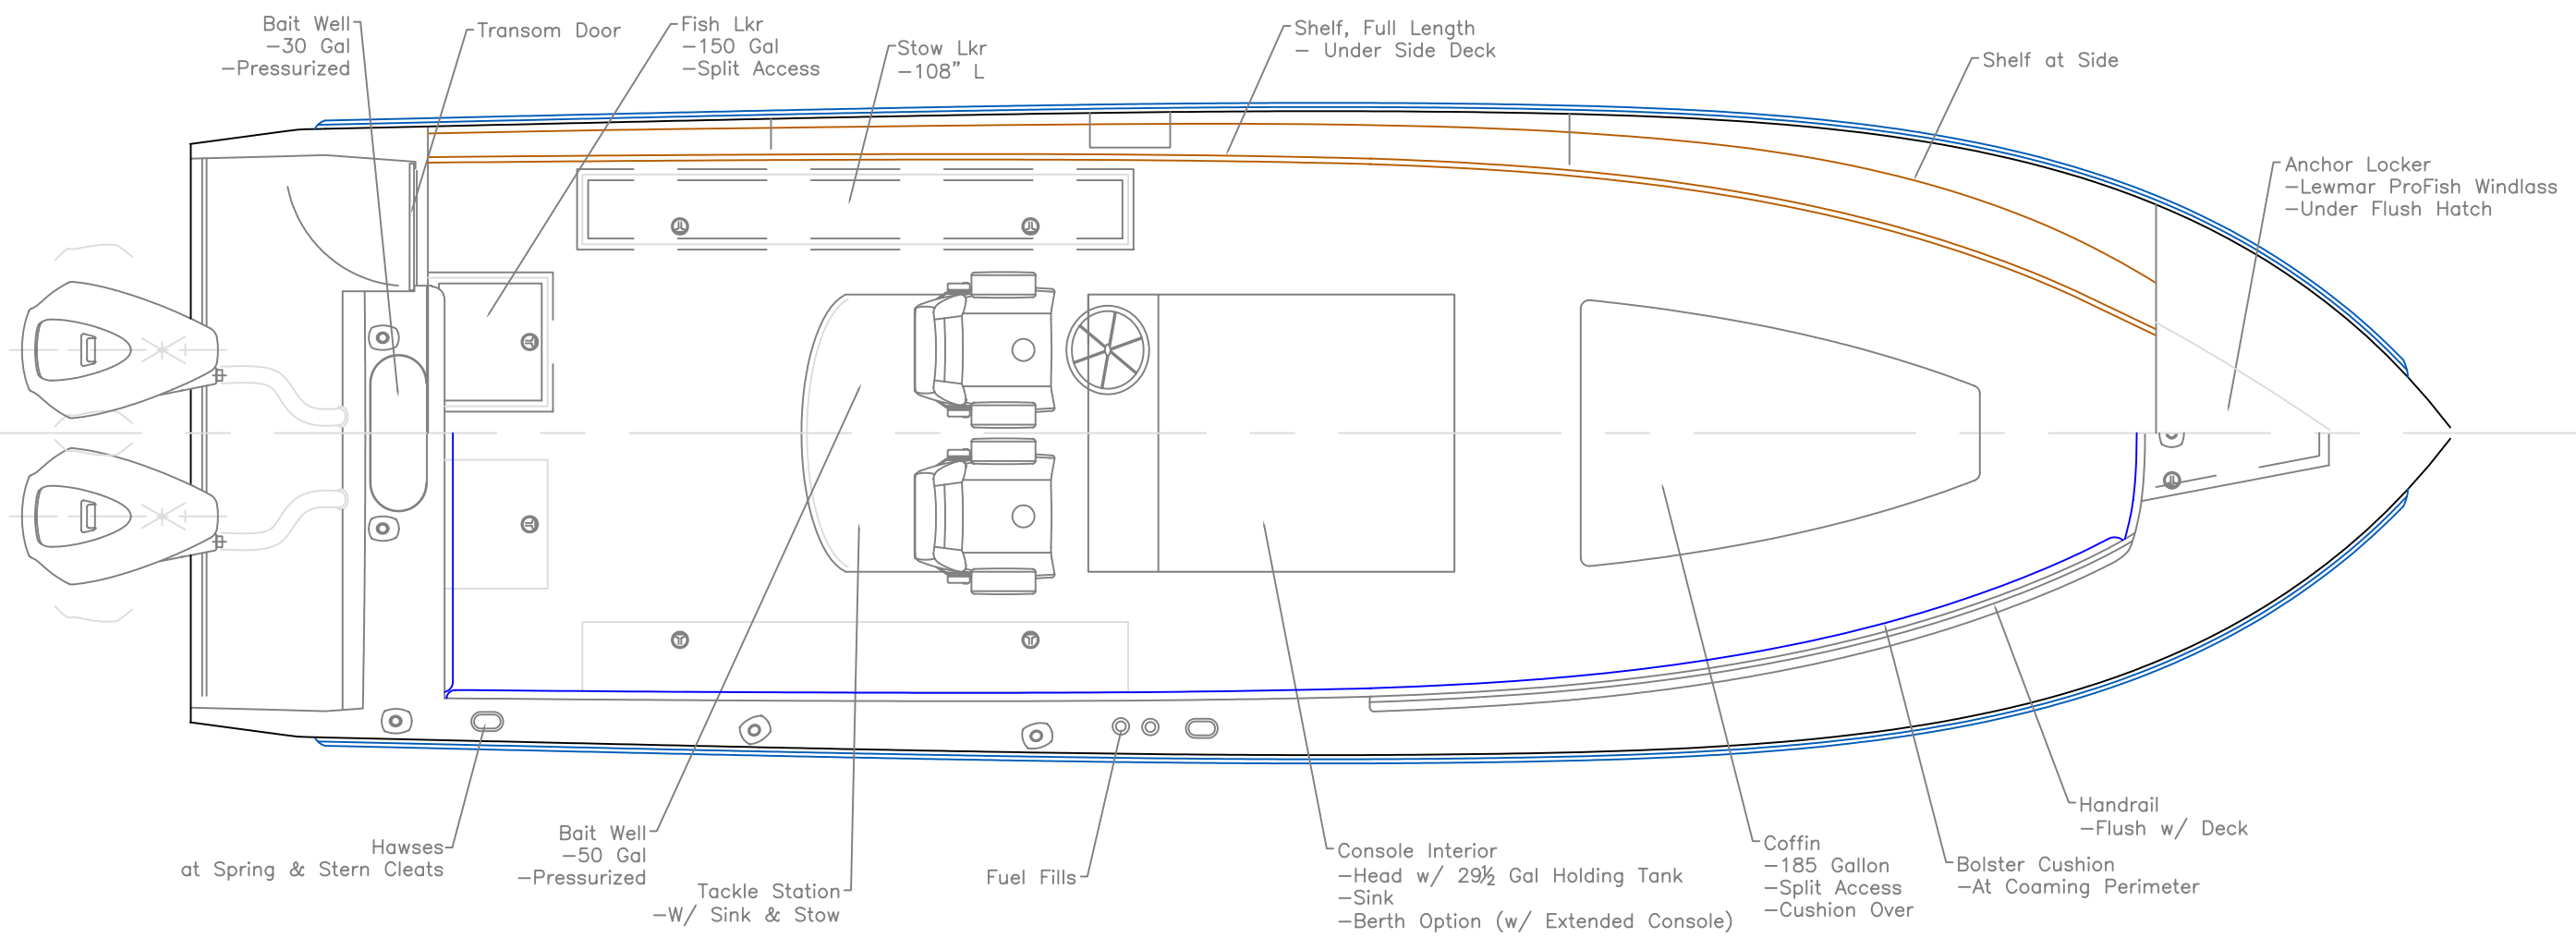 Bait Well
-30 Gal
-Pressurized
Transom Door
Fish Lkr
-150 Gal
-Split Access
Stow Lkr
-108" L
Shelf, Full Length
- Under Side Deck
Shelf at Side
Anchor Locker
-Lewmar ProFish Windlass
-Under Flush Hatch
Hawses
at Spring & Stern Cleats
Bait Well
-50 Gal
-Pressurized
Tackle Station
-W/ Sink & Stow
Fuel Fills
Console Interior
-Head w/ 29½ Gal Holding Tank
-Sink
-Berth Option (w/ Extended Console)
Coffin
-185 Gallon
-Split Access
-Cushion Over
Bolster Cushion
-At Coaming Perimeter
Handrail
-Flush w/ Deck